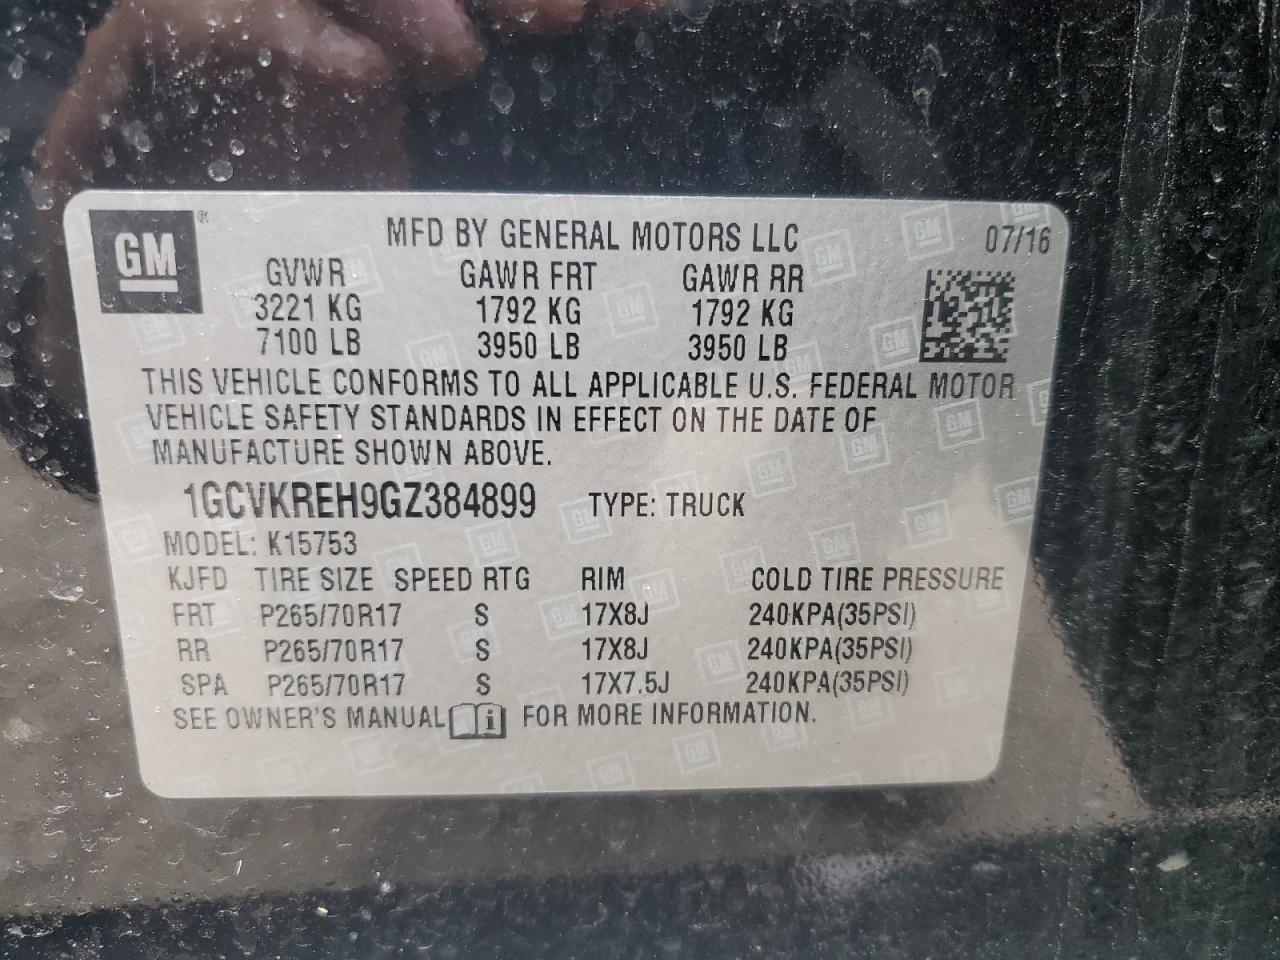 GM ®
MFD BY GENERAL MOTORS LLC 07/16
GVWR GAWR FRT GAWR RR
3221 KG 1792 KG 1792 KG
7100 LB 3950 LB 3950 LB
THIS VEHICLE CONFORMS TO ALL APPLICABLE U.S. FEDERAL MOTOR
VEHICLE SAFETY STANDARDS IN EFFECT ON THE DATE OF
MANUFACTURE SHOWN ABOVE.
1GCVKREH9GZ384899 TYPE: TRUCK
MODEL: K15753
KJFD TIRE SIZE SPEED RTG RIM COLD TIRE PRESSURE
FRT P265/70R17 S 17X8J 240KPA(35PSI)
RR P265/70R17 S 17X8J 240KPA(35PSI)
SPA P265/70R17 S 17X7.5J 240KPA(35PSI)
SEE OWNER'S MANUAL i FOR MORE INFORMATION.